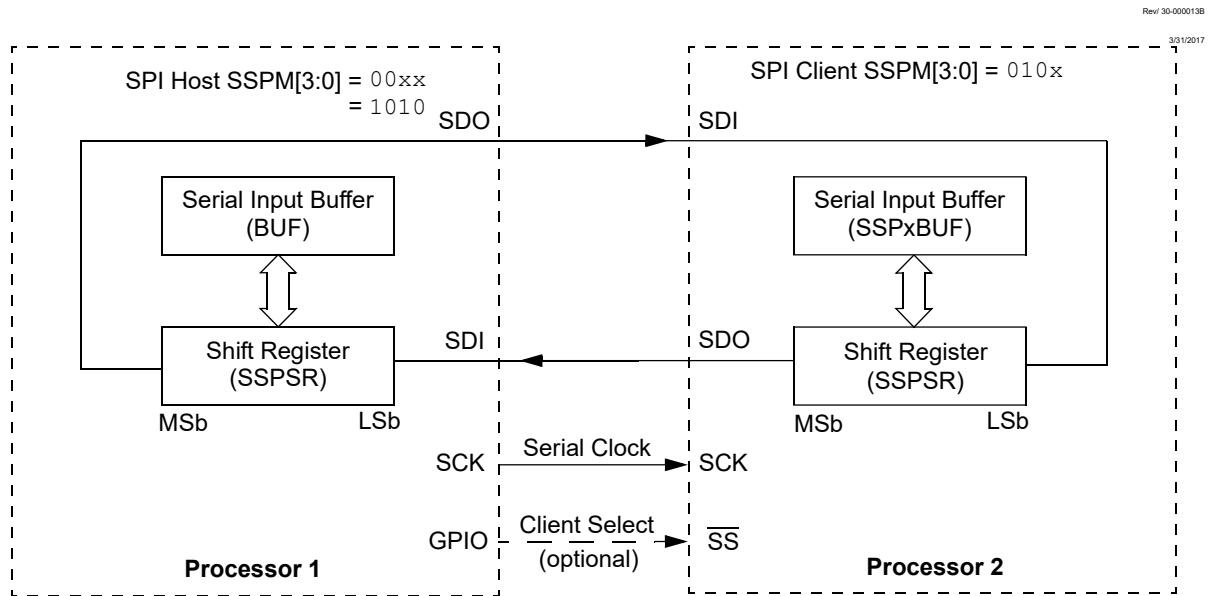 Rev/ 30-000013B
3/31/2017
SPI Host SSPM[3:0] = 00xx
= 1010
SPI Client SSPM[3:0] = 010x
SDO
SDI
Serial Input Buffer
(BUF)
Serial Input Buffer
(SSPxBUF)
SDI
SDO
Shift Register
(SSPSR)
Shift Register
(SSPSR)
MSb
LSb
MSb
LSb
SCK
Serial Clock
SCK
GPIO
Client Select
(optional)
S̅S̅
Processor 1
Processor 2